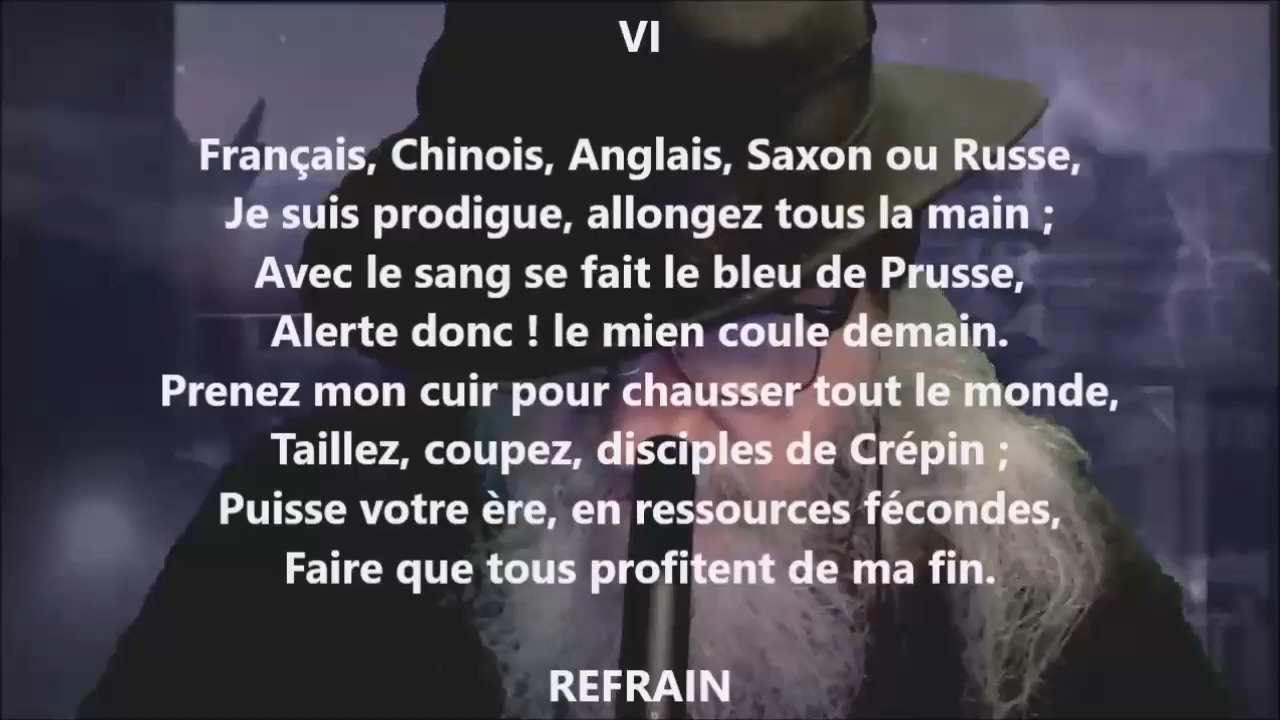 VI
Français, Chinois, Anglais, Saxon ou Russe,
Je suis prodigue, allongez tous la main ;
Avec le sang se fait le bleu de Prusse,
Alerte donc ! le mien coule demain.
Prenez mon cuir pour chausser tout le monde,
Taillez, coupez, disciples de Crépin ;
Puisse votre ère, en ressources fécondes,
Faire que tous profitent de ma fin.
REFRAIN